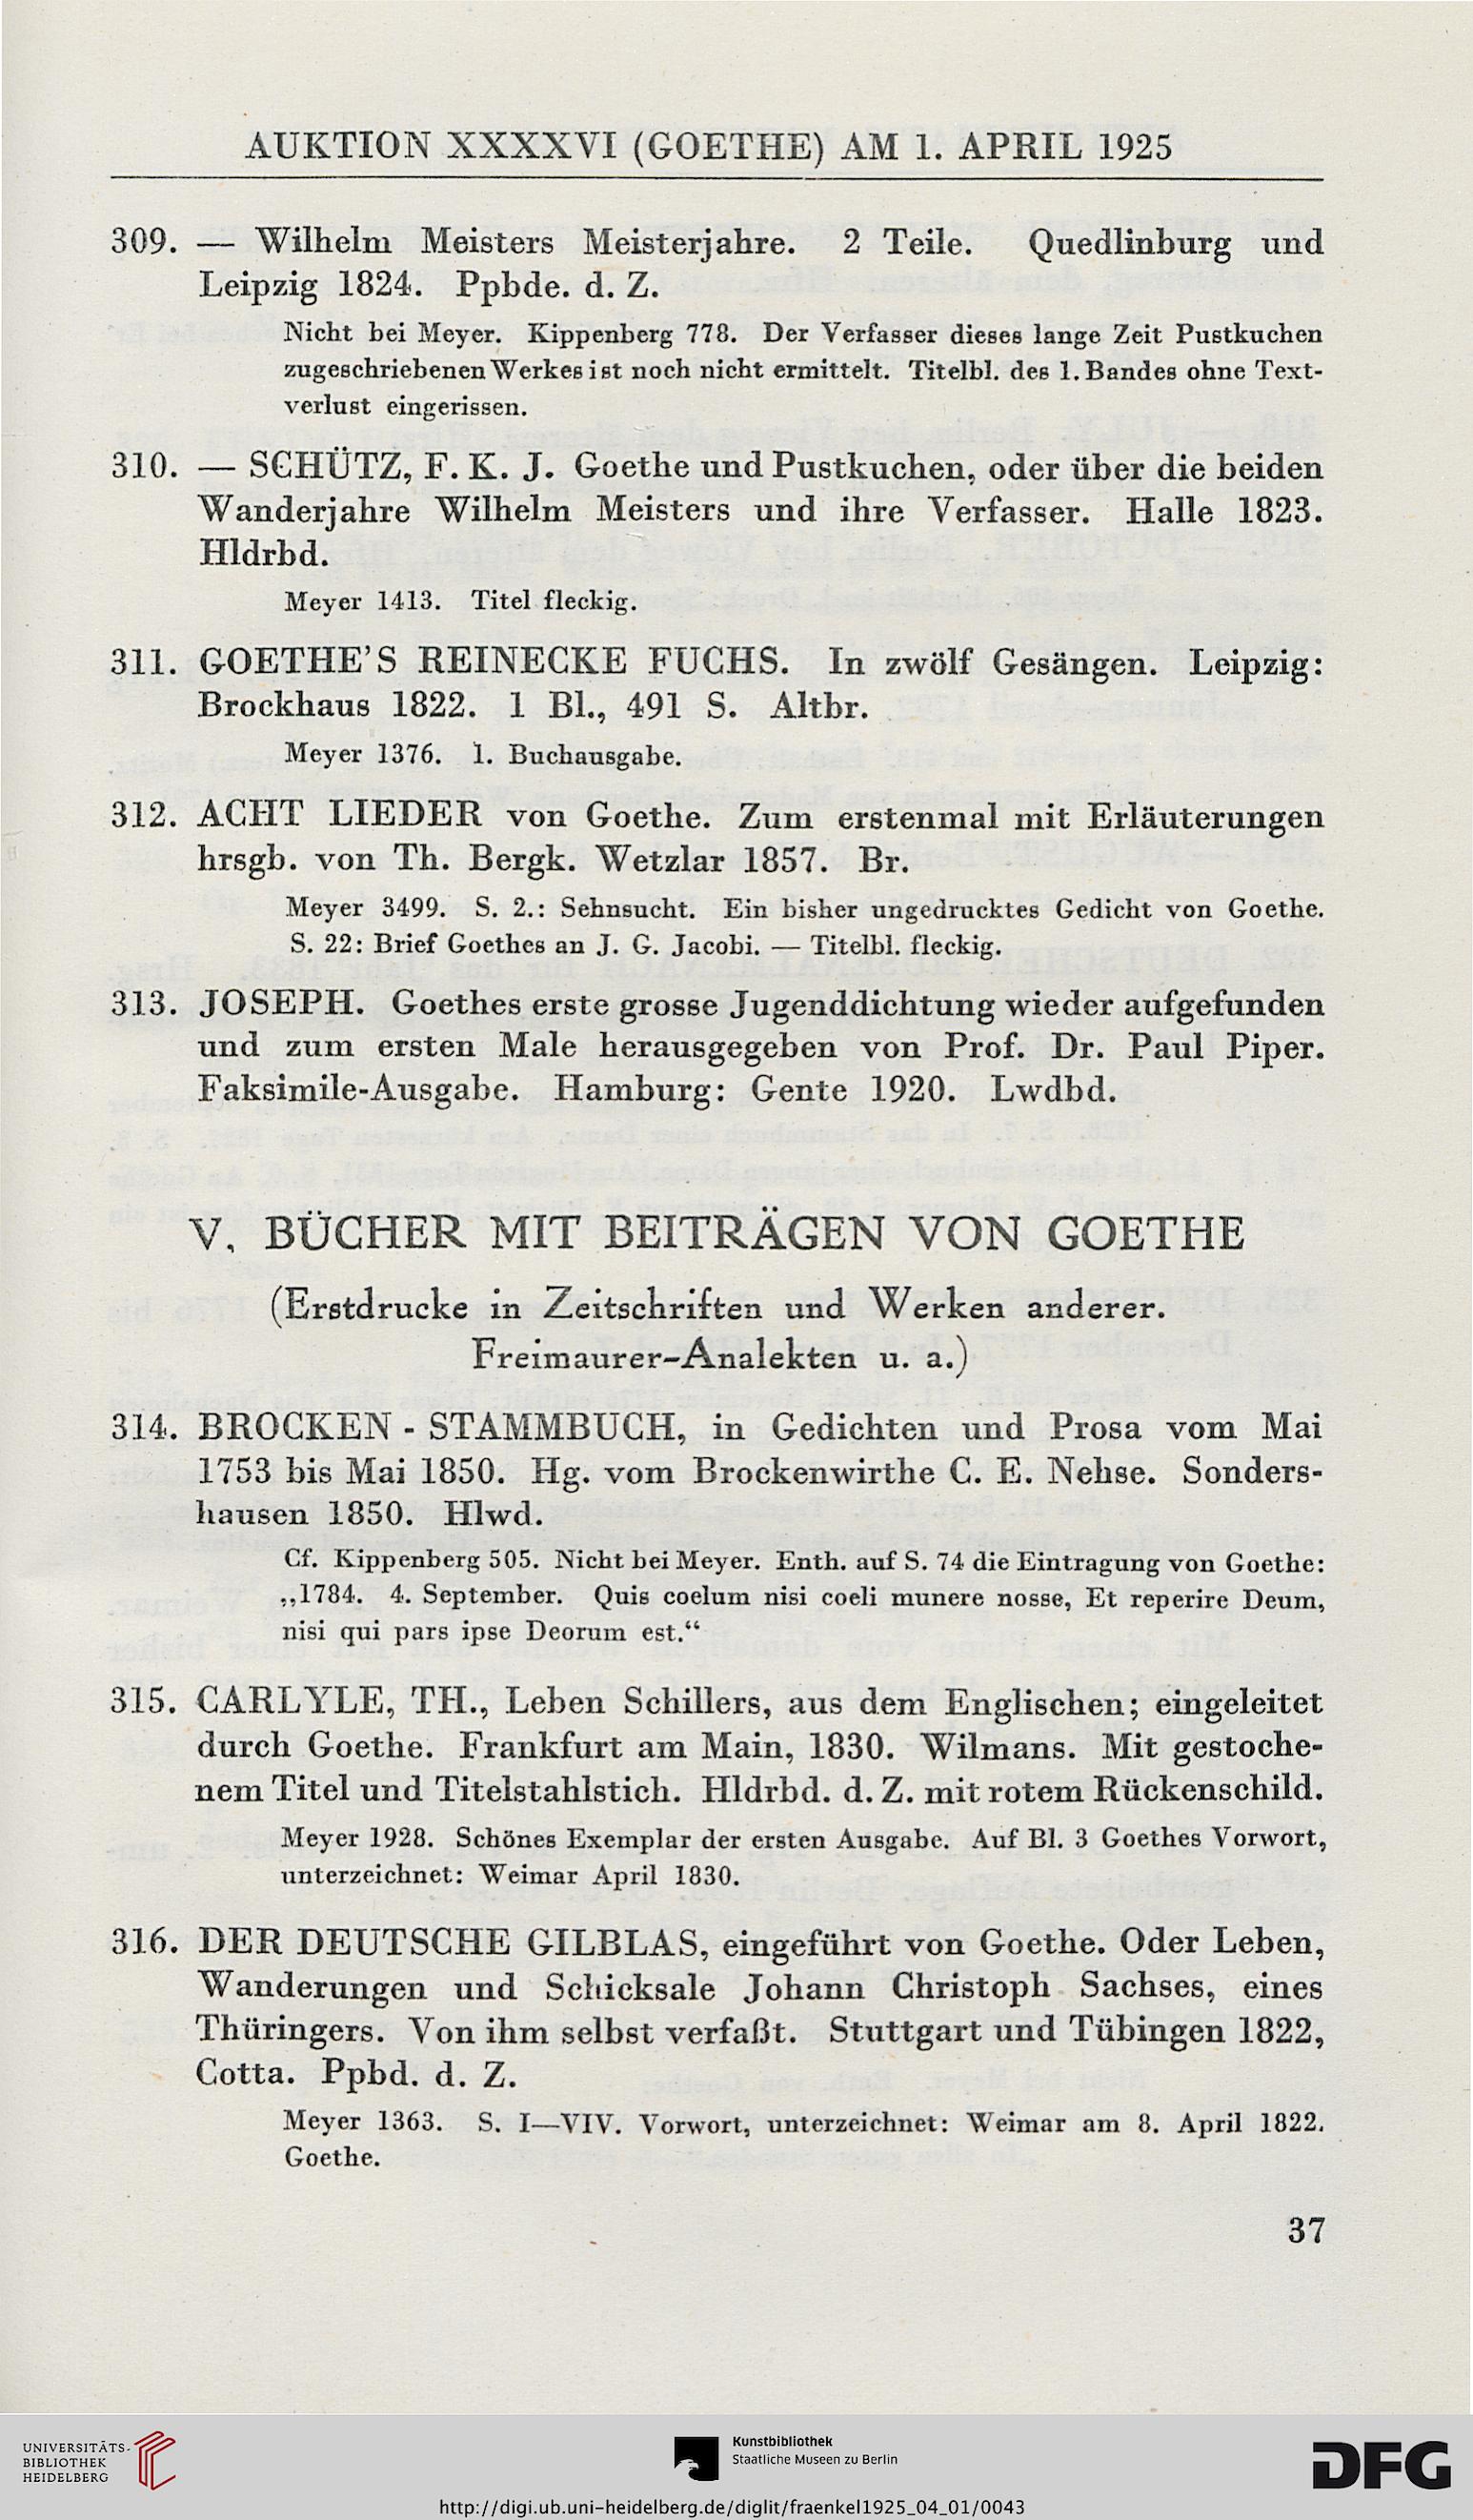 AUKTION XXXXVI (GOETHE) AM 1. APRIL 1925
309. — Wilhelm Meisters Meisterjahre. 2 Teile. Quedlinburg und
Leipzig 1824. Ppbde. d. Z.
Nicht bei Meyer. Kippenberg 778. Der Verfasser dieses lange Zeit Pustkuchen
zugeschriebenen Werkes ist noch nicht ermittelt. Titelbl. des 1. Bandes ohne Text-
verlust eingerissen.
310. — SCHÜTZ, F. K. J. Goethe und Pustkuchen, oder über die beiden
Wanderjahre Wilhelm Meisters und ihre Verfasser. Halle 1823.
Hldrbd.
Meyer 1413. Titel fleckig.
311. GOETHE'S REINECKE FUCHS. In zwölf Gesängen. Leipzig:
Brockhaus 1822. 1 Bl., 491 S. Altbr.
Meyer 1376. 1. Buchausgabe.
312. ACHT LIEDER von Goethe. Zum erstenmal mit Erläuterungen
hrsgb. von Th. Bergk. Wetzlar 1857. Br.
Meyer 3499. S. 2.: Sehnsucht. Ein bisher ungedrucktes Gedicht von Goethe.
S. 22: Brief Goethes an J. G. Jacobi. — Titelbl. fleckig.
313. JOSEPH. Goethes erste grosse Jugenddichtung wieder aufgefunden
und zum ersten Male herausgegeben von Prof. Dr. Paul Piper.
Faksimile-Ausgabe. Hamburg: Gente 1920. Lwdbd.
V. BÜCHER MIT BEITRÄGEN VON GOETHE
(Erstdrucke in Zeitschriften und Werken anderer.
Freimaurer-Analekten u. a.)
314. BROCKEN - STAMMBUCH, in Gedichten und Prosa vom Mai
1753 bis Mai 1850. Hg. vom Brockenwirthe C. E. Nehse. Sonders-
hausen 1850. Hlwd.
Cf. Kippenberg 505. Nicht bei Meyer. Enth. auf S. 74 die Eintragung von Goethe:
„1784. 4. September. Quis coelum nisi coeli munere nosse, Et reperire Deum,
nisi qui pars ipse Deorum est.“
315. CARLYLE, TH., Leben Schillers, aus dem Englischen; eingeleitet
durch Goethe. Frankfurt am Main, 1830. Wilmans. Mit gestoche-
nem Titel und Titelstahlstich. Hldrbd. d. Z. mit rotem Rückenschild.
Meyer 1928. Schönes Exemplar der ersten Ausgabe. Auf Bl. 3 Goethes Vorwort,
unterzeichnet: Weimar April 1830.
316. DER DEUTSCHE GILBLAS, eingeführt von Goethe. Oder Leben,
Wanderungen und Schicksale Johann Christoph Sachses, eines
Thüringers. Von ihm selbst verfaßt. Stuttgart und Tübingen 1822,
Cotta. Ppbd. d. Z.
Meyer 1363. S. I—VIV. Vorwort, unterzeichnet: Weimar am 8. April 1822.
Goethe.
37
UNIVERSITÄTS-
BIBLIOTHEK
HEIDELBERG
Kunstbibliothek
Staatliche Museen zu Berlin
DFG
http://digi.ub.uni-heidelberg.de/diglit/fraenkel1925_04_01/0043